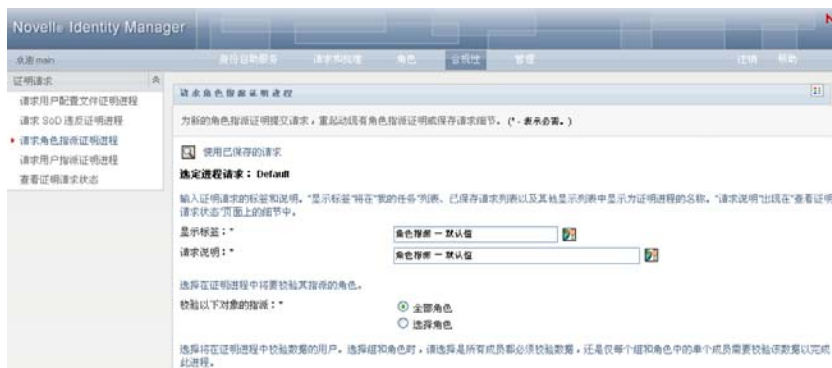 Novell® Identity Manager
欢迎 main
身份自助服务 请求和批准 角色 合规性 管理 注销 帮助
证明请求
请求用户配置文件证明进程
请求 SoD 违反证明进程
请求角色指派证明进程
请求用户指派证明进程
查看证明请求状态
请求角色指派证明进程
为新的角色指派证明提交请求，重起动现有角色指派证明或保存请求细节。(* - 表示必需。)
使用已保存的请求
选定进程请求： Default
输入证明请求的标签和说明。"显示标签"将在"我的任务"列表、已保存请求列表以及其他显示列表中显示为证明进程的名称。"请求说明"出现在"查看证明
请求状态"页面上的细节中。
显示标签：* 角色指派 — 默认值
请求说明：* 角色指派 — 默认值
选择在证明进程中将要校验其指派的角色。
校验以下对象的指派：* 全部角色
选择角色
选择将在证明进程中校验数据的用户。选择组和角色时，请选择是所有成员都必须校验数据，还是仅每个组和角色中的单个成员需要校验该数据以完成
此进程。